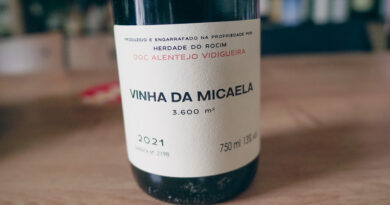 PRODUZIDO E ENGARRAFADO NA PROPRIEDADE POR
HERDADE DO ROCIM
DOC ALENTEJO VIDIGUEIRA
VINHA DA MICAELA
3.600 m²
2021
750 ml 13%